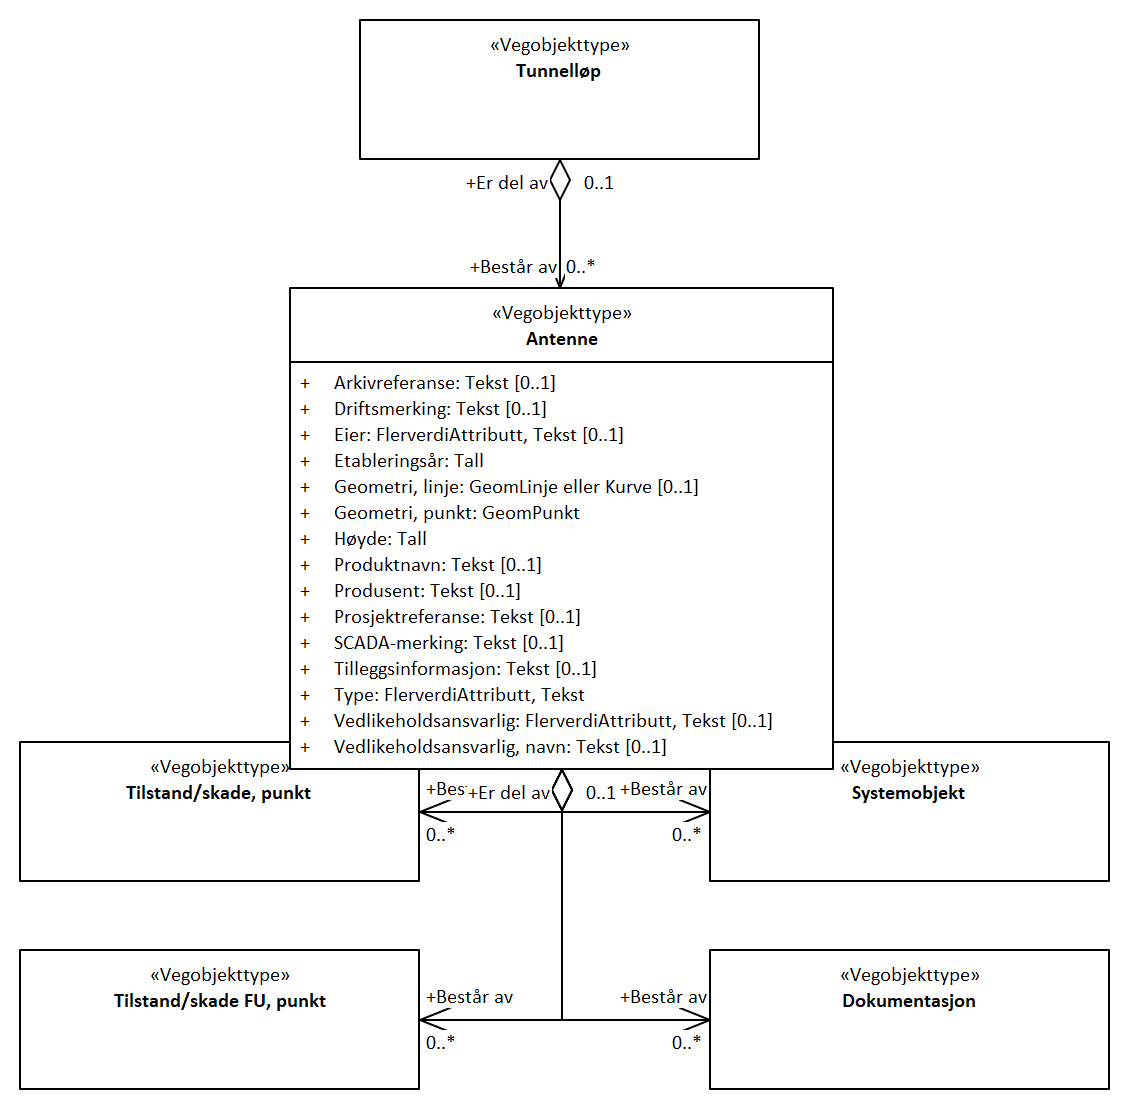 «Vegobjekttype»
Tunnelløp
+Er del av 0..1
+Består av 0..*
«Vegobjekttype»
Antenne
+ Arkivreferanse: Tekst [0..1]
+ Driftsmerking: Tekst [0..1]
+ Eier: FlerverdiAttributt, Tekst [0..1]
+ Etableringsår: Tall
+ Geometri, linje: GeomLinje eller Kurve [0..1]
+ Geometri, punkt: GeomPunkt
+ Høyde: Tall
+ Produktnavn: Tekst [0..1]
+ Produsent: Tekst [0..1]
+ Prosjektreferanse: Tekst [0..1]
+ SCADA-merking: Tekst [0..1]
+ Tilleggsinformasjon: Tekst [0..1]
+ Type: FlerverdiAttributt, Tekst
+ Vedlikeholdsansvarlig: FlerverdiAttributt, Tekst [0..1]
+ Vedlikeholdsansvarlig, navn: Tekst [0..1]
«Vegobjekttype»
Tilstand/skade, punkt
+Bes
+Er del av 0..1
+Består av
0..*
0..*
«Vegobjekttype»
Systemobjekt
«Vegobjekttype»
Tilstand/skade FU, punkt
+Består av
0..*
+Består av
0..*
«Vegobjekttype»
Dokumentasjon